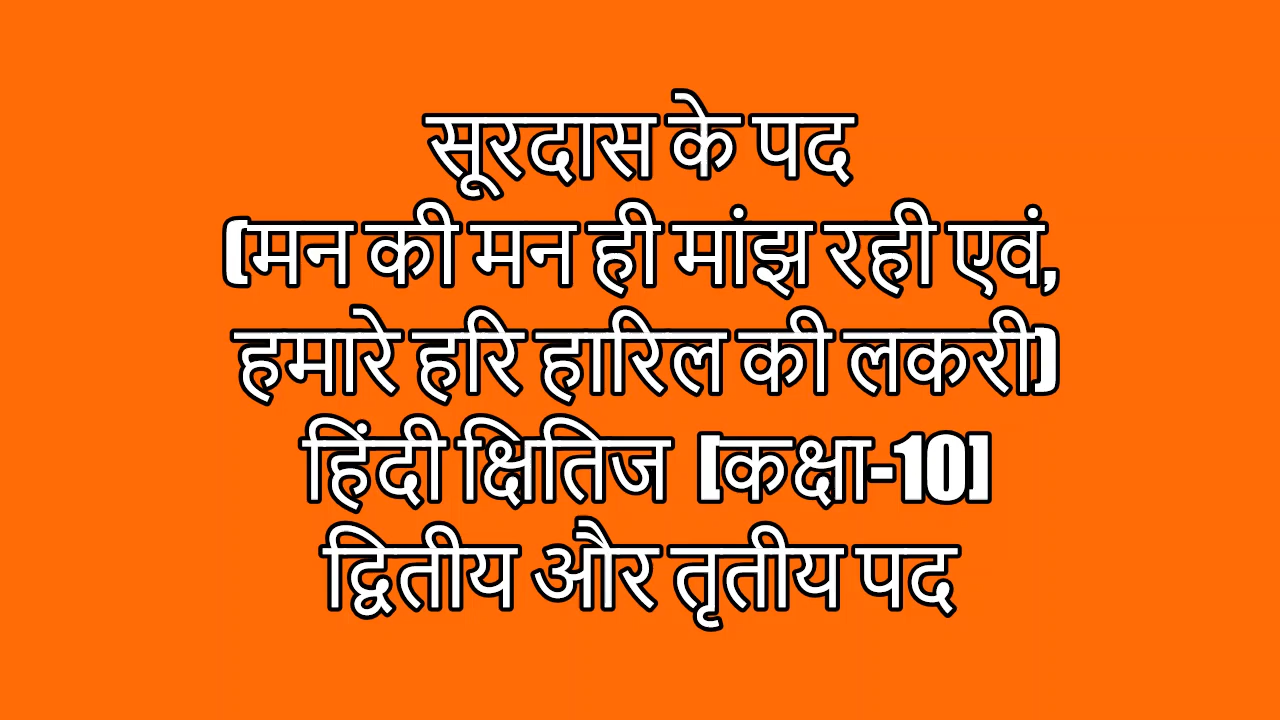 सूरदास के पद
(मन की मन ही मांझ रही एवं,
हमारे हरि हारिल की लकरी)
हिंदी क्षितिज [कक्षा-10]
द्वितीय और तृतीय पद